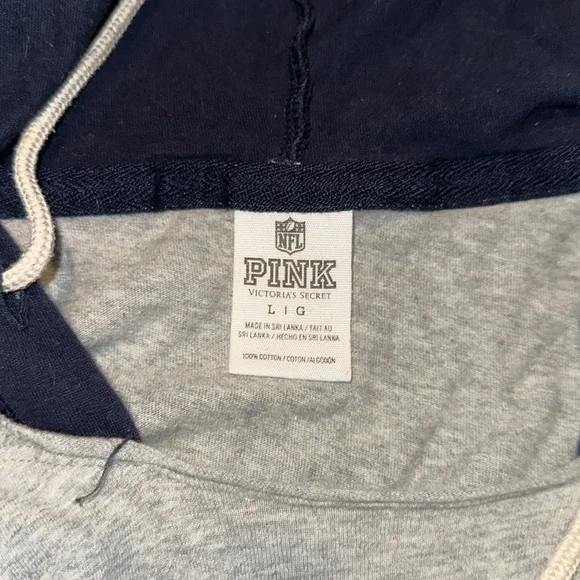 NFL
PINK
VICTORIA'S SECRET
L | G
MADE IN SRI LANKA / FAIT AU
SRI LANKA / HECHO EN SRI LANKA
100% COTTON / COTON / ALGODÓN